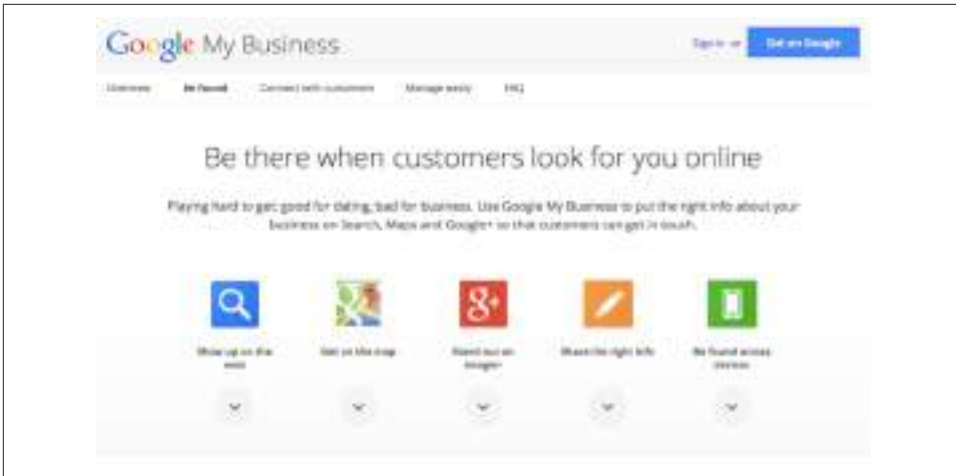 Google My Business
Sign in or Get on Google
Overview Be found Connect with customers Manage easily FAQ
Be there when customers look for you online
Playing hard to get: good for dating, bad for business. Use Google My Business to put the right info about your
business on Search, Maps and Google+ so that customers can get in touch.
Show up on the web
Get on the map
Stand out on Google+
Share the right info
Be found across devices